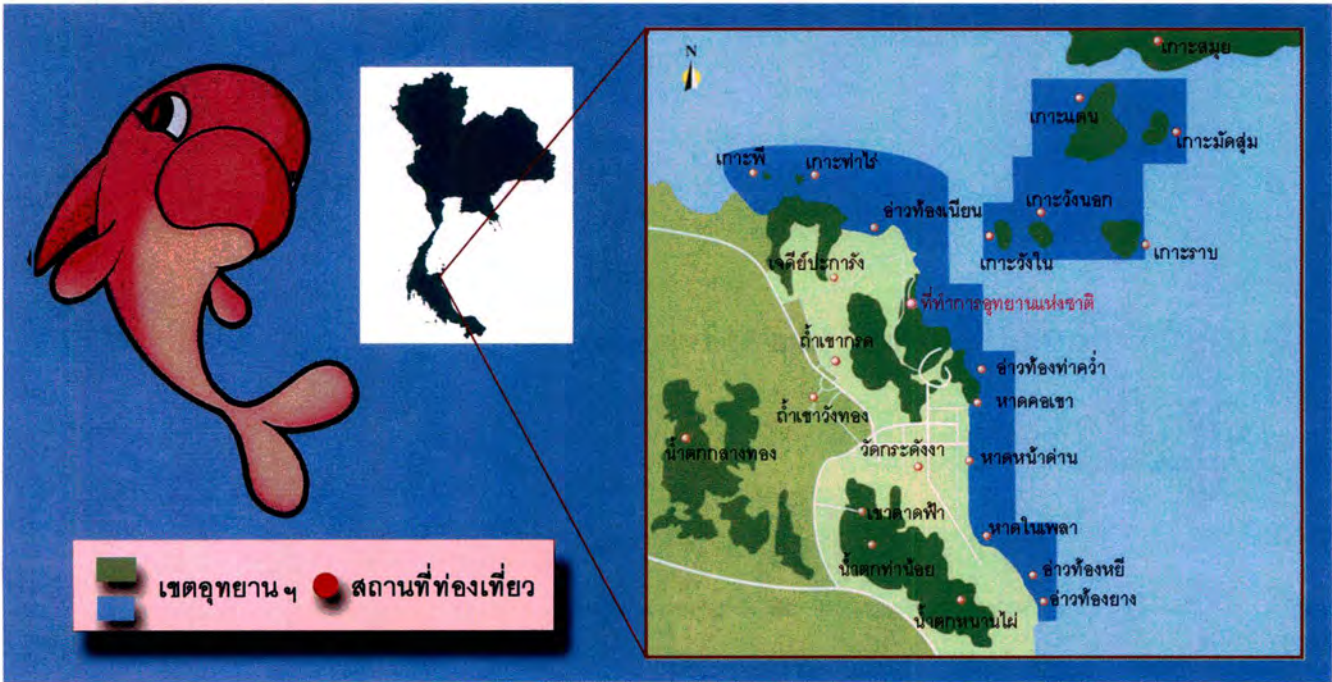 N
เกาะสมุย
เกาะแตน
เกาะมัดสุ่ม
เกาะผี
เกาะท่าไร่
เกาะวังนอก
อ่าวท้องเนียน
เกาะวังใน
เกาะราบ
เจดีย์ปะการัง
ที่ทำการอุทยานแห่งชาติ
ถ้ำเขากรด
อ่าวท้องท่าคว่ำ
หาดคอเขา
ถ้ำเขาวังทอง
น้ำตกกลางทอง
วัดกระดังงา
หาดหน้าด่าน
เขาดาดฟ้า
หาดในเพลา
น้ำตกท่าน้อย
อ่าวท้องหยี
อ่าวท้องยาง
น้ำตกหนานไผ่
เขตอุทยาน ฯ
สถานที่ท่องเที่ยว